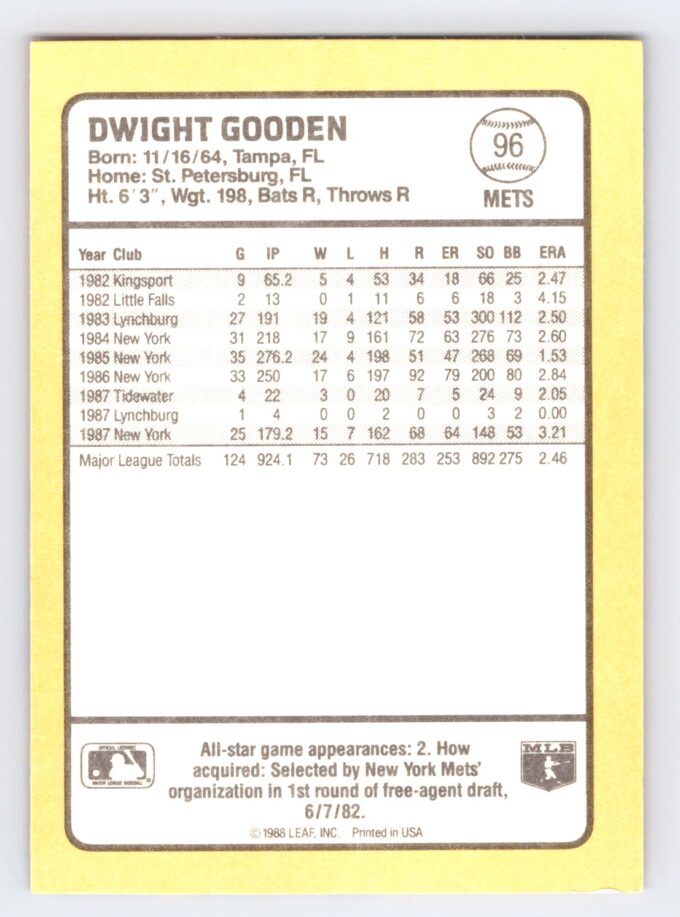 DWIGHT GOODEN
Born: 11/16/64, Tampa, FL
Home: St. Petersburg, FL
Ht. 6'3", Wgt. 198, Bats R, Throws R
96
METS
Year Club G IP W L H R ER SO BB ERA
1982 Kingsport 9 65.2 5 4 53 34 18 66 25 2.47
1982 Little Falls 2 13 0 1 11 6 6 18 3 4.15
1983 Lynchburg 27 191 19 4 121 58 53 300 112 2.50
1984 New York 31 218 17 9 161 72 63 276 73 2.60
1985 New York 35 276.2 24 4 198 51 47 268 69 1.53
1986 New York 33 250 17 6 197 92 79 200 80 2.84
1987 Tidewater 4 22 3 0 20 7 5 24 9 2.05
1987 Lynchburg 1 4 0 0 2 0 0 3 2 0.00
1987 New York 25 179.2 15 7 162 68 64 148 53 3.21
Major League Totals 124 924.1 73 26 718 283 253 892 275 2.46
OFFICIAL LICENSEE
MAJOR LEAGUE BASEBALL
All-star game appearances: 2. How
acquired: Selected by New York Mets'
organization in 1st round of free-agent draft,
6/7/82.
© 1988 LEAF, INC. Printed in USA
MLB